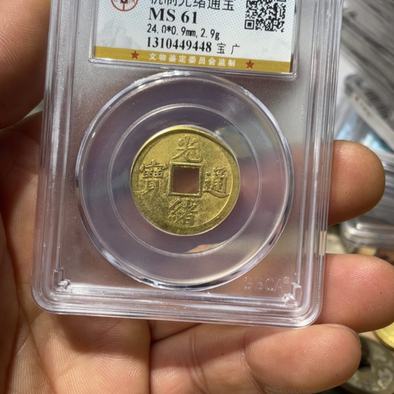 机制光绪通宝
MS 61
24.0*0.9mm, 2.9g
1310449448 宝 广
★ 文物鉴定委员会监制 ★
光
寶 通
緒